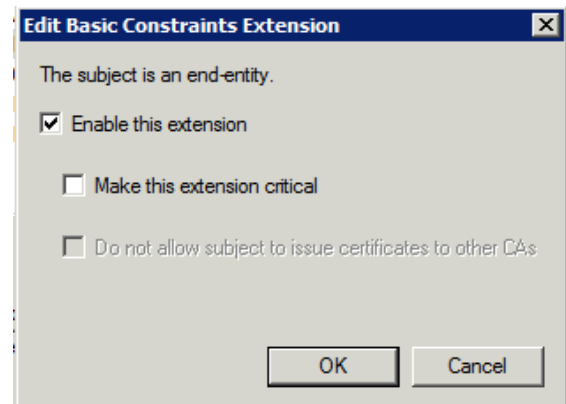 Edit Basic Constraints Extension
The subject is an end-entity.
Enable this extension
Make this extension critical
Do not allow subject to issue certificates to other CAs
OK Cancel